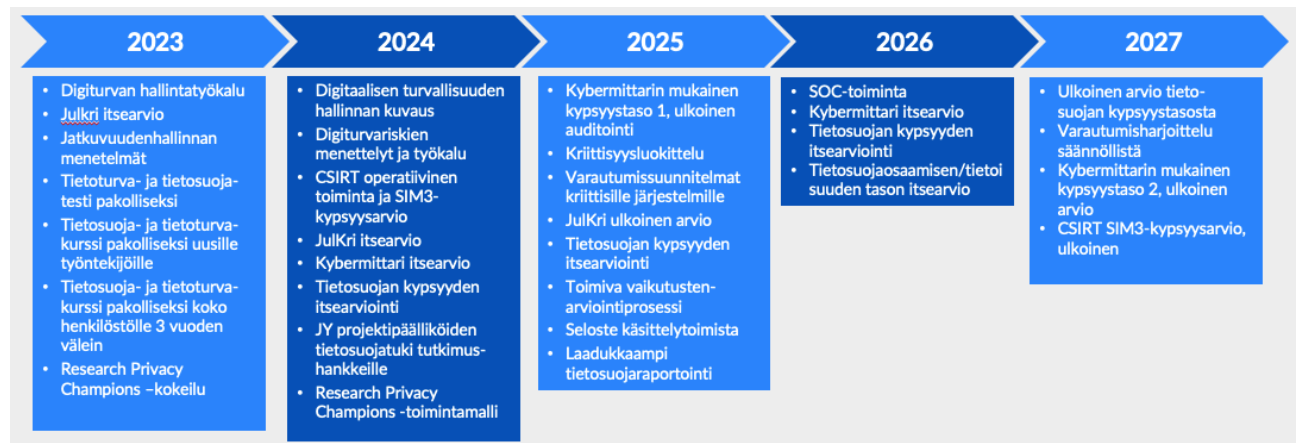 2023
2024
2025
2026
2027
• Digiturvan hallintatyökalu
• Julkri itsearvio
• Jatkuvuudenhallinnan
menetelmät
• Tietoturva- ja tietosuoja-
testi pakolliseksi
• Tietosuoja- ja tietoturva-
kurssi pakolliseksi uusille
työntekijöille
• Tietosuoja- ja tietoturva-
kurssi pakolliseksi koko
henkilöstölle 3 vuoden
välein
• Research Privacy
Champions –kokeilu
• Digitaalisen turvallisuuden
hallinnan kuvaus
• Digiturvariskien
menettelyt ja työkalu
• CSIRT operatiivinen
toiminta ja SIM3-
kypsyysarvio
• JulKri itsearvio
• Kybermittari itsearvio
• Tietosuojan kypsyyden
itsearviointi
• JY projektipäälliköiden
tietosuojatuki tutkimus-
hankkeille
• Research Privacy
Champions -toimintamalli
• Kybermittarin mukainen
kypsyystaso 1, ulkoinen
auditointi
• Kriittisyysluokittelu
• Varautumissuunnitelmat
kriittisille järjestelmille
• JulKri ulkoinen arvio
• Tietosuojan kypsyyden
itsearviointi
• Toimiva vaikutusten-
arviointiprosessi
• Seloste käsittelytoimista
• Laadukkaampi
tietosuojaraportointi
• SOC-toiminta
• Kybermittari itsearvio
• Tietosuojan kypsyyden
itsearviointi
• Tietosuojaosaamisen/tietoi
suuden tason itsearvio
• Ulkoinen arvio tieto-
suojan kypsyystasosta
• Varautumisharjoittelu
säännöllistä
• Kybermittarin mukainen
kypsyystaso 2, ulkoinen
arvio
• CSIRT SIM3-kypsyysarvio,
ulkoinen